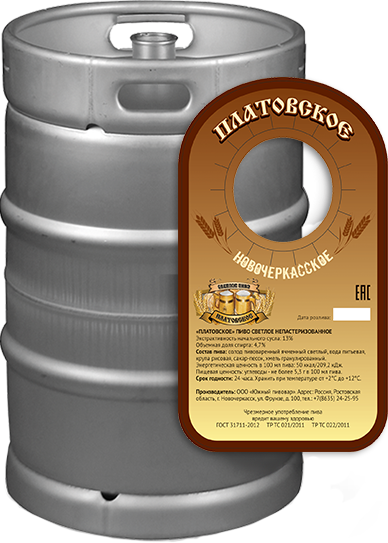 ПЛАТОВСКОЕ
НОВОЧЕРКАССКОЕ
СВЕТЛОЕ ПИВО
ПЛАТОВСКОЕ
EAC
Дата розлива:
«ПЛАТОВСКОЕ» ПИВО СВЕТЛОЕ НЕПАСТЕРИЗОВАННОЕ
Экстрактивность начального сусла: 13%
Объемная доля спирта: 4,7%
Состав пива: солод пивоваренный ячменный светлый, вода питьевая,
крупа рисовая, сахар-песок, хмель гранулированный.
Энергетическая ценность в 100 мл пива: 50 ккал/209,2 кДж.
Пищевая ценность: углеводы - не более 5,3 г в 100 мл пива.
Срок годности: 24 часа. Хранить при температуре от +2°С до +12°С.
Производитель: ООО «Южный пивовар». Адрес: Россия, Ростовская
область, г. Новочеркасск, ул. Фрунзе, д. 100, тел.: +7(8635) 24-25-95
Чрезмерное употребление пива
вредит вашему здоровью
ГОСТ 31711-2012 ТР ТС 021/2011 ТР ТС 022/2011